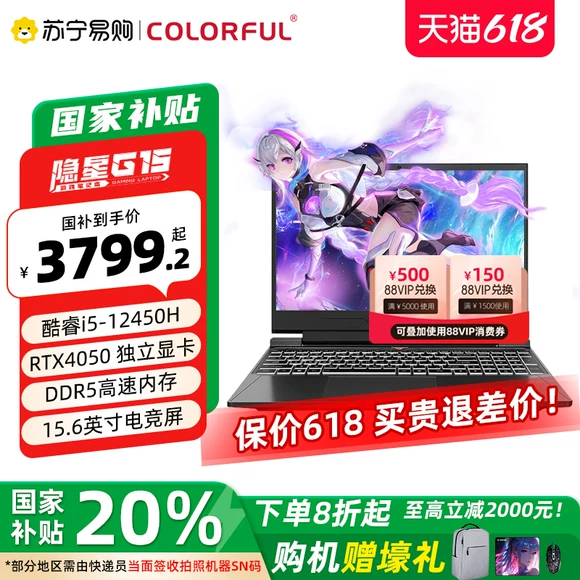 苏宁易购
COLORFUL®
天猫618
国家补贴
隐星G15
游戏笔记本 GAMING LAPTOP
国补到手价
¥3799.2起
酷睿i5-12450H
RTX4050 独立显卡
DDR5高速内存
15.6英寸电竞屏
¥500
88VIP兑换
满¥5000使用
¥150
88VIP兑换
满¥1500使用
可叠加使用88VIP消费券
保价618 买贵退差价!
国家补贴 20%
下单8折起 至高立减2000元!
购机赠壕礼
*部分地区需由快递员当面签收拍照机器SN码